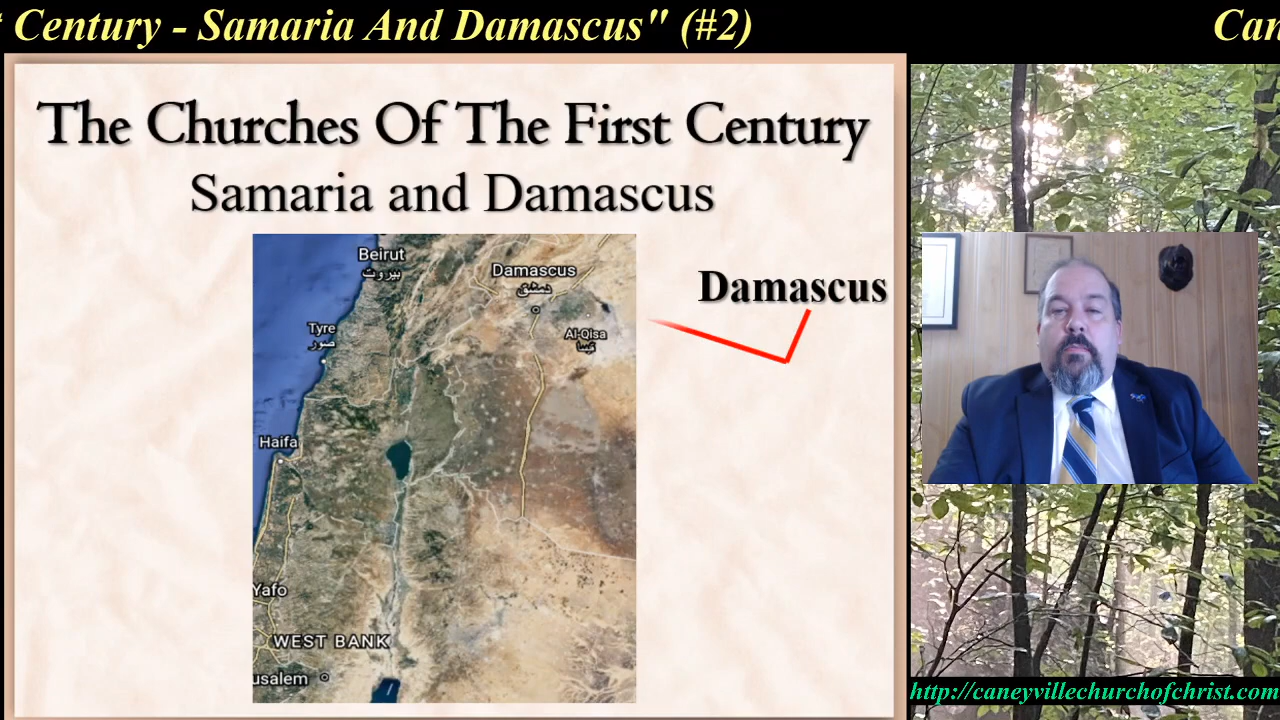 Century - Samaria And Damascus" (#2)
Can
The Churches Of The First Century
Samaria and Damascus
Beirut
بيروت
Damascus
دمشق
Damascus
Tyre
صور
Al-Qisa
Haifa
Yafo
WEST BANK
usalem
http://caneyvillechurchofchrist.com